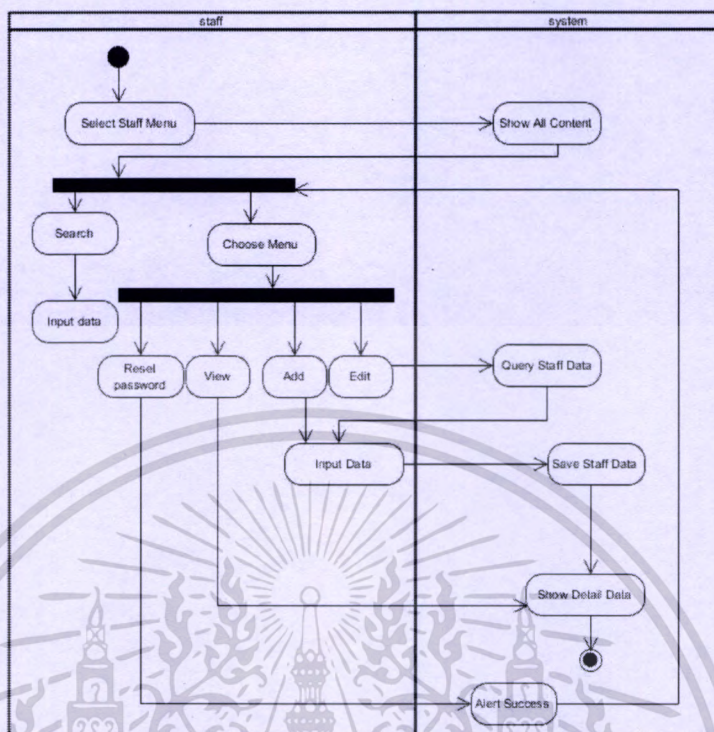 staff
system
Select Staff Menu
Show All Content
Search
Choose Menu
Input data
Reset
password
View
Add
Edit
Query Staff Data
Input Data
Save Staff Data
Show Detail Data
Alert Success